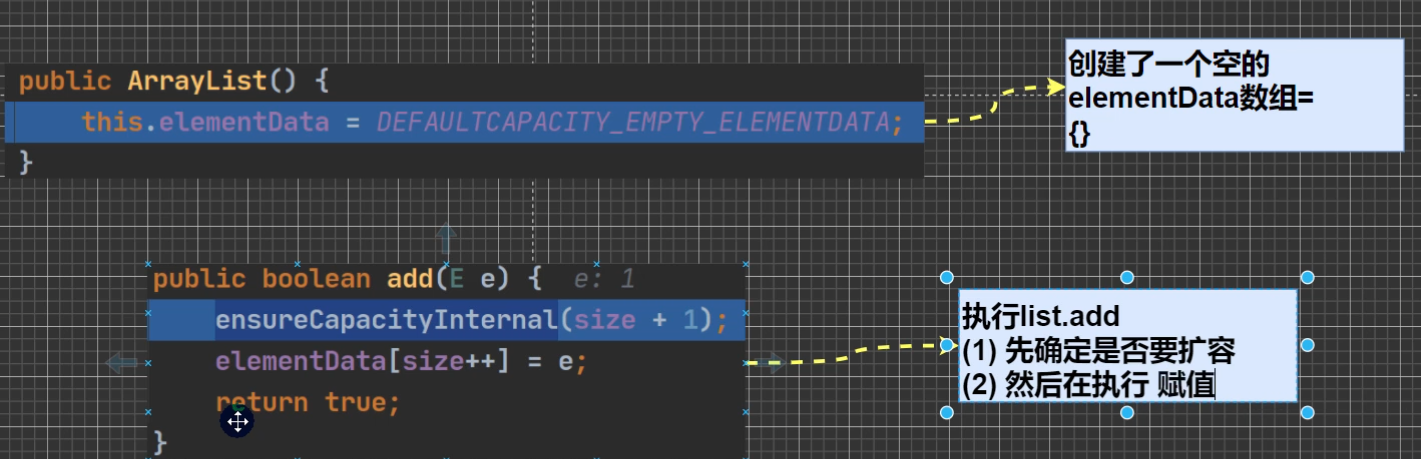 public ArrayList() {
this.elementData = DEFAULTCAPACITY_EMPTY_ELEMENTDATA;
}
创建了一个空的
elementData数组=
{}
public boolean add(E e) { e: 1
ensureCapacityInternal(size + 1);
elementData[size++] = e;
return true;
}
执行list.add
(1) 先确定是否要扩容
(2) 然后在执行 赋值